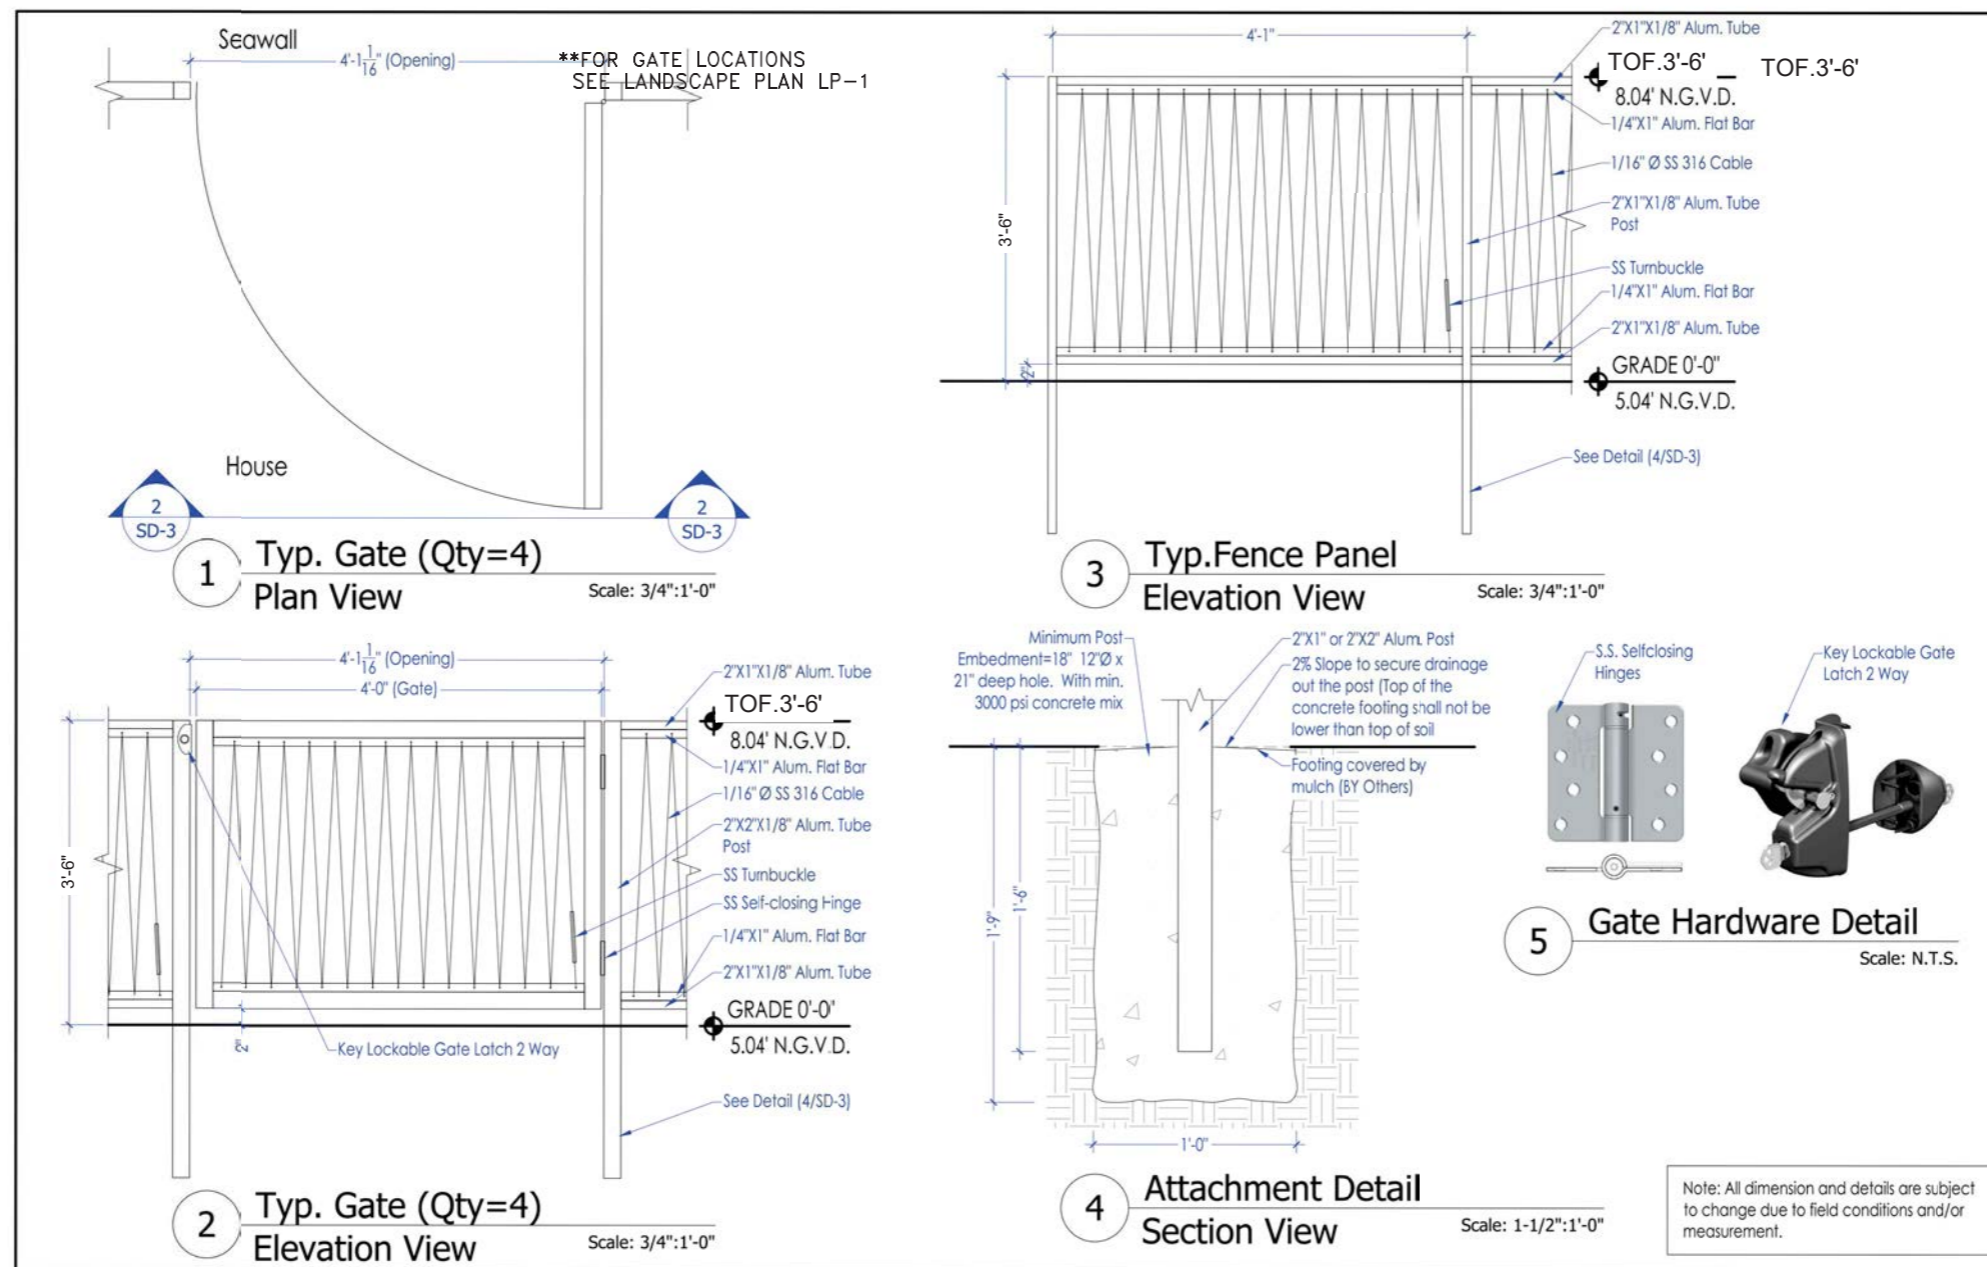 Seawall
4'-1 1/16" (Opening)
**FOR GATE LOCATIONS
SEE LANDSCAPE PLAN LP-1
House
2
SD-3
2
SD-3
1
Typ. Gate (Qty=4)
Plan View
Scale: 3/4":1'-0"
4'-1"
3'-6"
2"
2"X1"X1/8" Alum. Tube
TOF.3'-6'
TOF.3'-6'
8.04' N.G.V.D.
1/4"X1" Alum. Flat Bar
1/16" Ø SS 316 Cable
2"X1"X1/8" Alum. Tube
Post
SS Turnbuckle
1/4"X1" Alum. Flat Bar
2"X1"X1/8" Alum. Tube
GRADE 0'-0"
5.04' N.G.V.D.
See Detail (4/SD-3)
3
Typ.Fence Panel
Elevation View
Scale: 3/4":1'-0"
4'-1 1/16" (Opening)
4'-0" (Gate)
3'-6"
2"
2"X1"X1/8" Alum. Tube
TOF.3'-6'
8.04' N.G.V.D.
1/4"X1" Alum. Flat Bar
1/16" Ø SS 316 Cable
2"X2"X1/8" Alum. Tube
Post
SS Turnbuckle
SS Self-closing Hinge
1/4"X1" Alum. Flat Bar
2"X1"X1/8" Alum. Tube
GRADE 0'-0"
5.04' N.G.V.D.
Key Lockable Gate Latch 2 Way
See Detail (4/SD-3)
2
Typ. Gate (Qty=4)
Elevation View
Scale: 3/4":1'-0"
Minimum Post
Embedment=18" 12"Ø x
21" deep hole. With min.
3000 psi concrete mix
2"X1" or 2"X2" Alum. Post
2% Slope to secure drainage
out the post (Top of the
concrete footing shall not be
lower than top of soil
Footing covered by
mulch (BY Others)
1'-9"
1'-6"
1'-0"
4
Attachment Detail
Section View
Scale: 1-1/2":1'-0"
S.S. Selfclosing
Hinges
Key Lockable Gate
Latch 2 Way
5
Gate Hardware Detail
Scale: N.T.S.
Note: All dimension and details are subject
to change due to field conditions and/or
measurement.